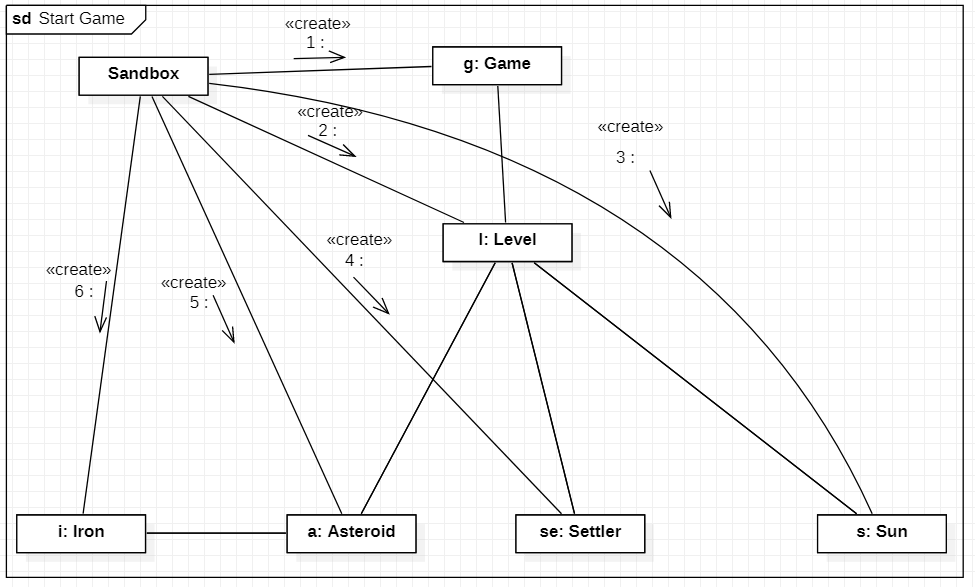 sd Start Game
«create»
1 :
Sandbox
g: Game
«create»
2 :
«create»
3 :
l: Level
«create»
4 :
«create»
6 :
«create»
5 :
i: Iron
a: Asteroid
se: Settler
s: Sun